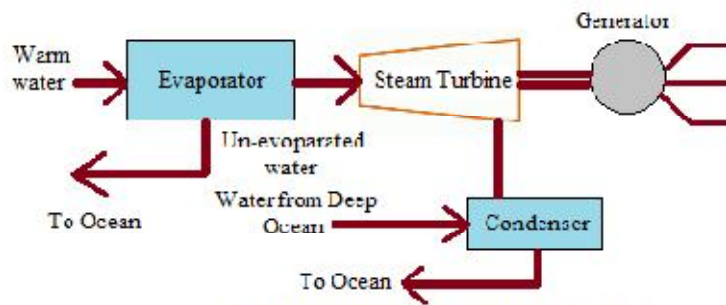 Generator
Warm
water
Evaporator
Steam Turbine
Un-evoparated
water
To Ocean
Water from Deep
Ocean
Condenser
To Ocean